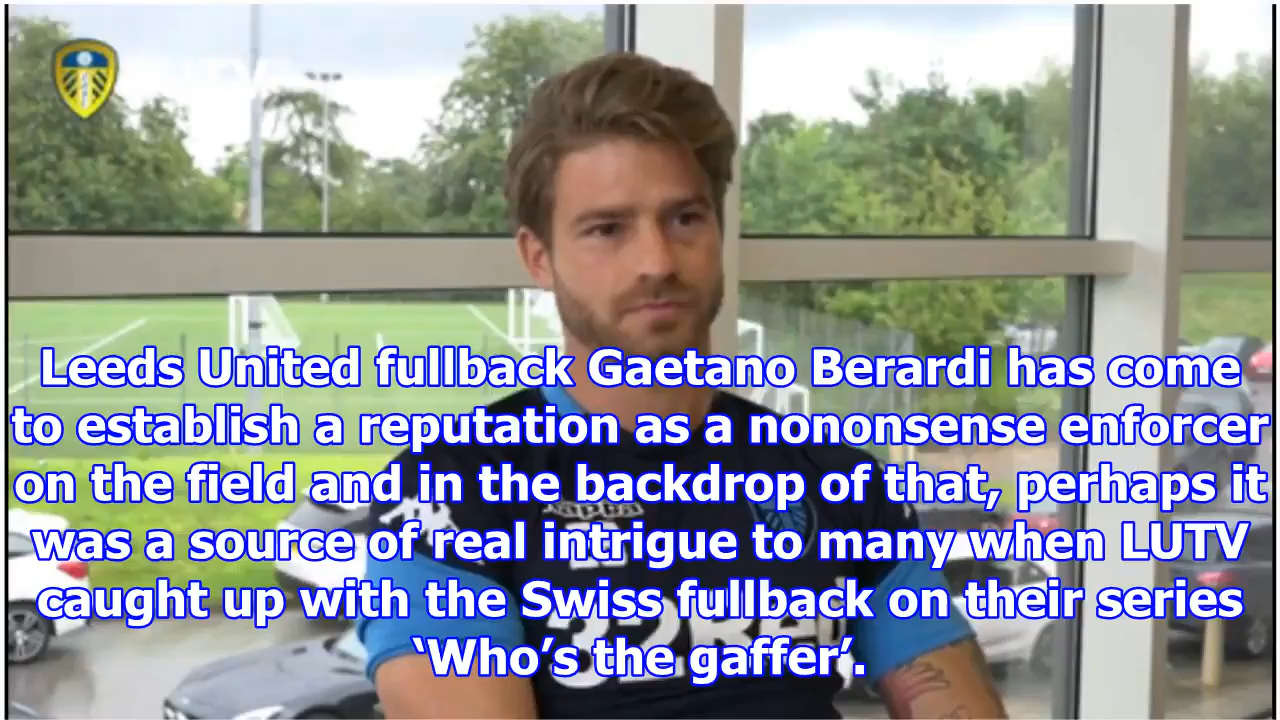 Leeds United fullback Gaetano Berardi has come
to establish a reputation as a nononsense enforcer
on the field and in the backdrop of that, perhaps it
was a source of real intrigue to many when LUTV
caught up with the Swiss fullback on their series
‘Who’s the gaffer’.
Kappa
32Red